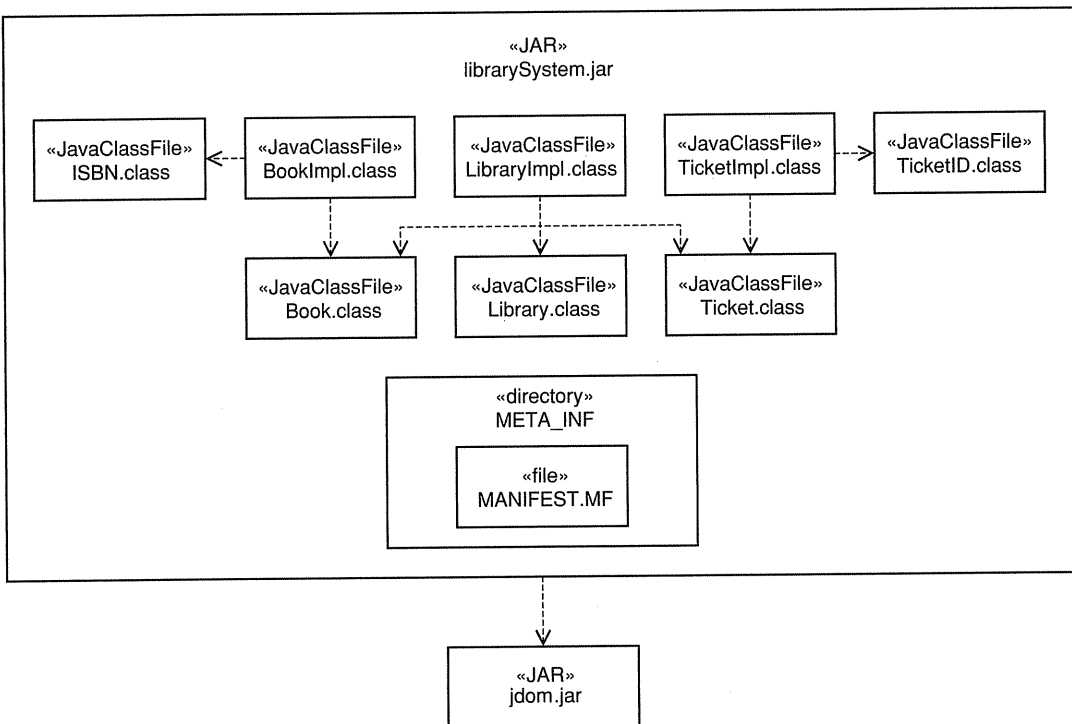 «JAR»
librarySystem.jar
«JavaClassFile»
ISBN.class
«JavaClassFile»
BookImpl.class
«JavaClassFile»
LibraryImpl.class
«JavaClassFile»
TicketImpl.class
«JavaClassFile»
TicketID.class
«JavaClassFile»
Book.class
«JavaClassFile»
Library.class
«JavaClassFile»
Ticket.class
«directory»
META_INF
«file»
MANIFEST.MF
«JAR»
jdom.jar